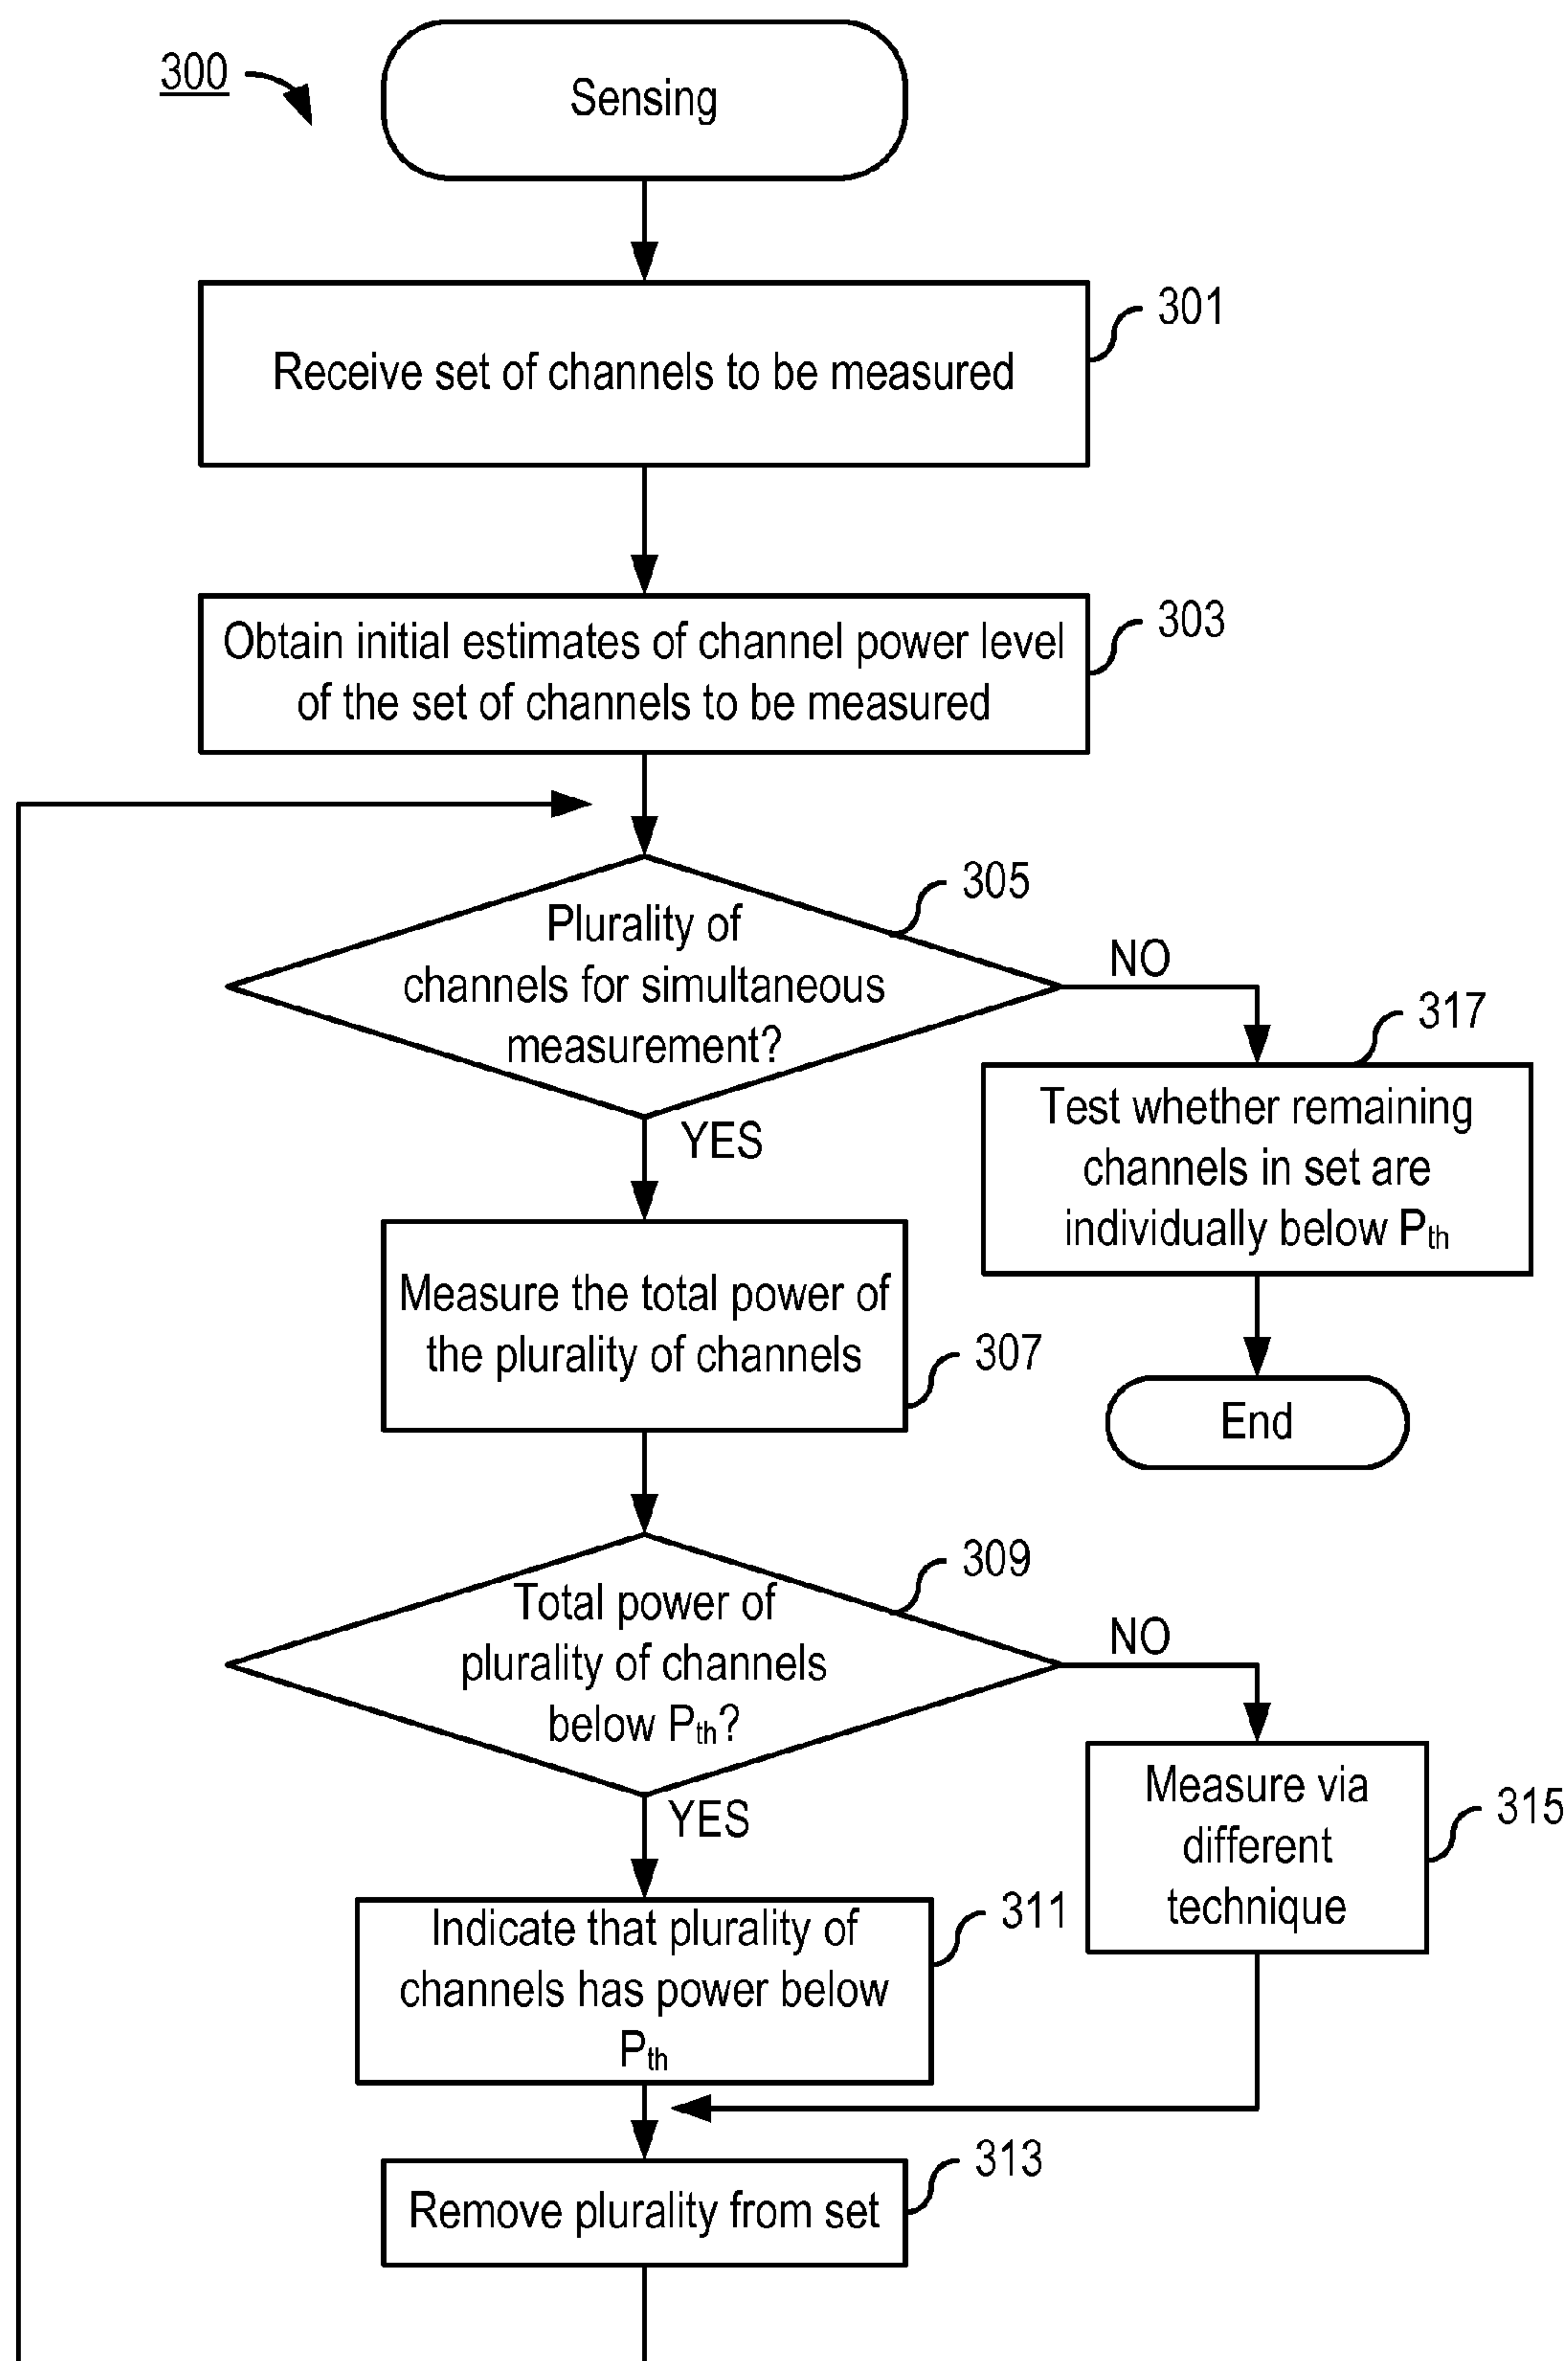 300
Sensing
301
Receive set of channels to be measured
303
Obtain initial estimates of channel power level
of the set of channels to be measured
305
Plurality of
channels for simultaneous
measurement?
NO
YES
317
Test whether remaining
channels in set are
individually below Pth
End
Measure the total power of
the plurality of channels
307
309
Total power of
plurality of channels
below Pth?
NO
YES
Measure via
different
technique
315
311
Indicate that plurality of
channels has power below
Pth
313
Remove plurality from set